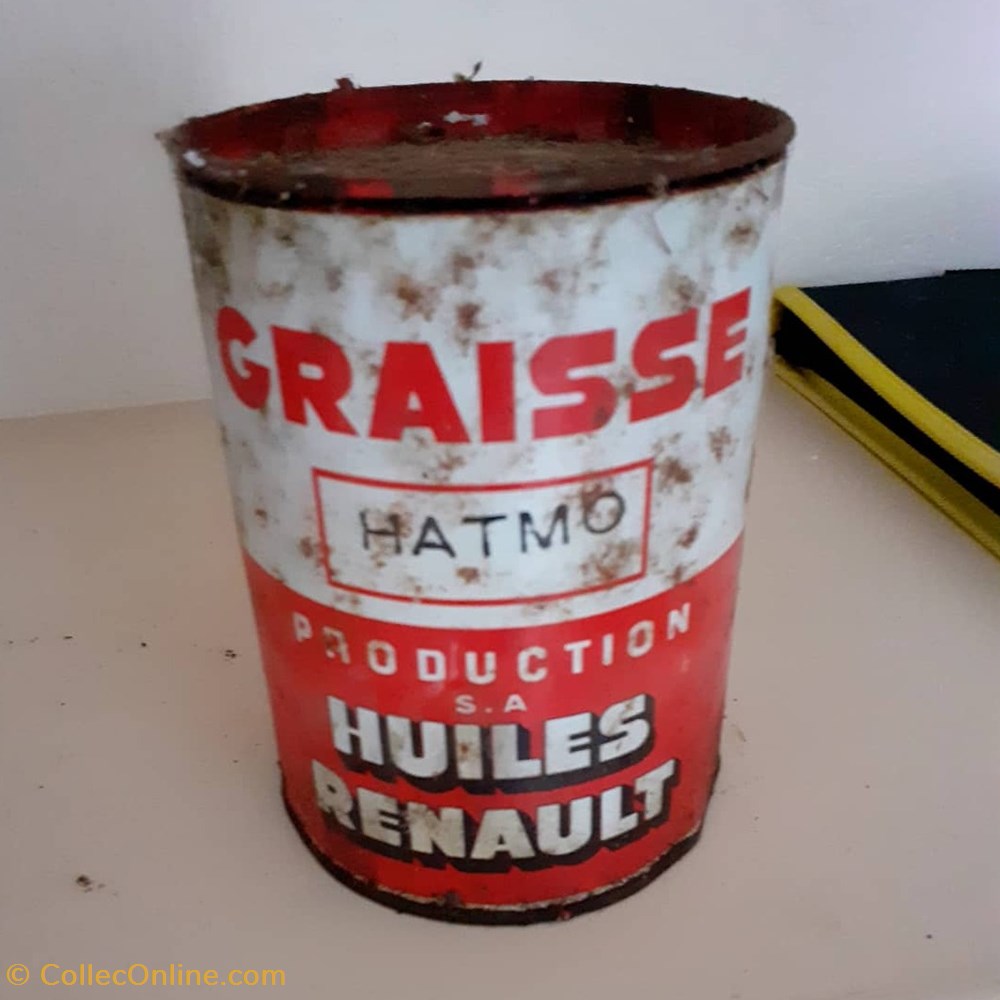 GRAISSE
HATMO
PRODUCTION
S.A
HUILES
RENAULT
© CollecOnline.com